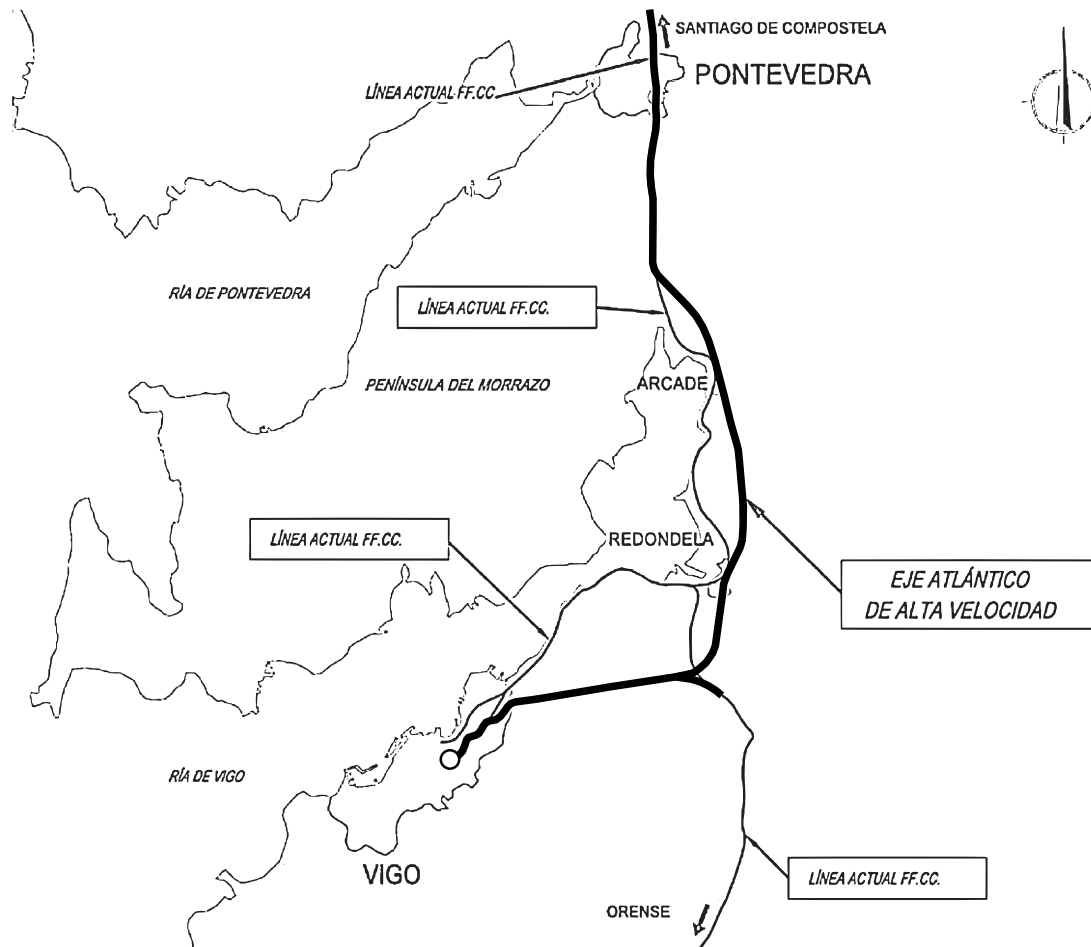 SANTIAGO DE COMPOSTELA
PONTEVEDRA
LÍNEA ACTUAL FF.CC
RÍA DE PONTEVEDRA
LÍNEA ACTUAL FF.CC.
PENÍNSULA DEL MORRAZO
ARCADE
LÍNEA ACTUAL FF.CC.
REDONDELA
EJE ATLÁNTICO
DE ALTA VELOCIDAD
RÍA DE VIGO
VIGO
LÍNEA ACTUAL FF.CC.
ORENSE